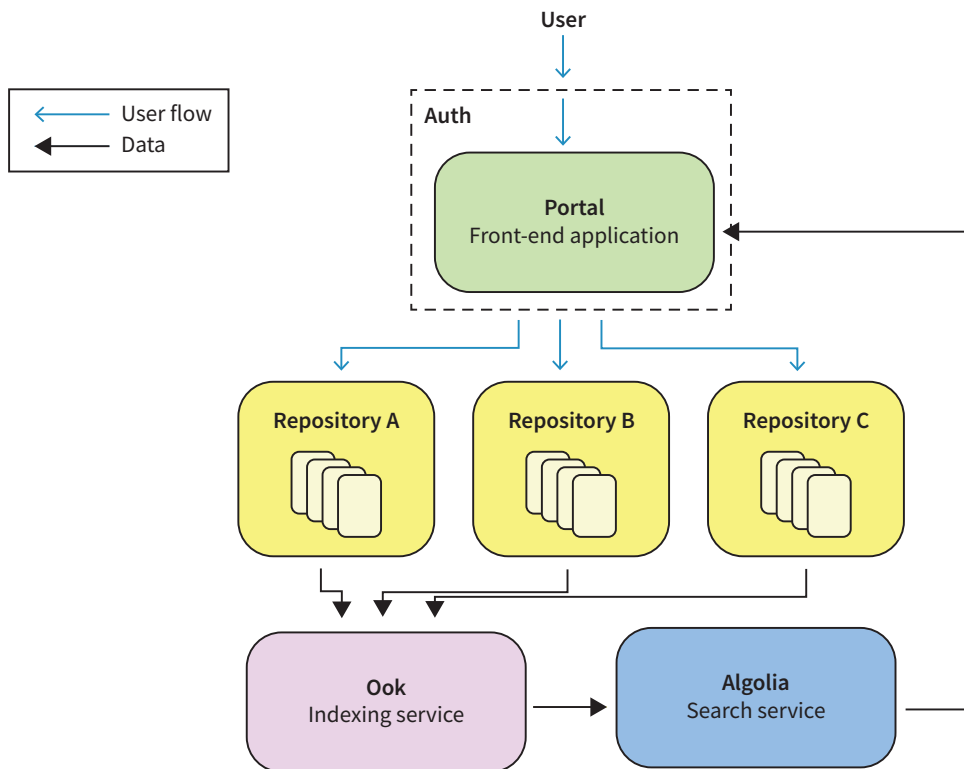 User
User flow
Data
Auth
Portal
Front-end application
Repository A
Repository B
Repository C
Ook
Indexing service
Algolia
Search service